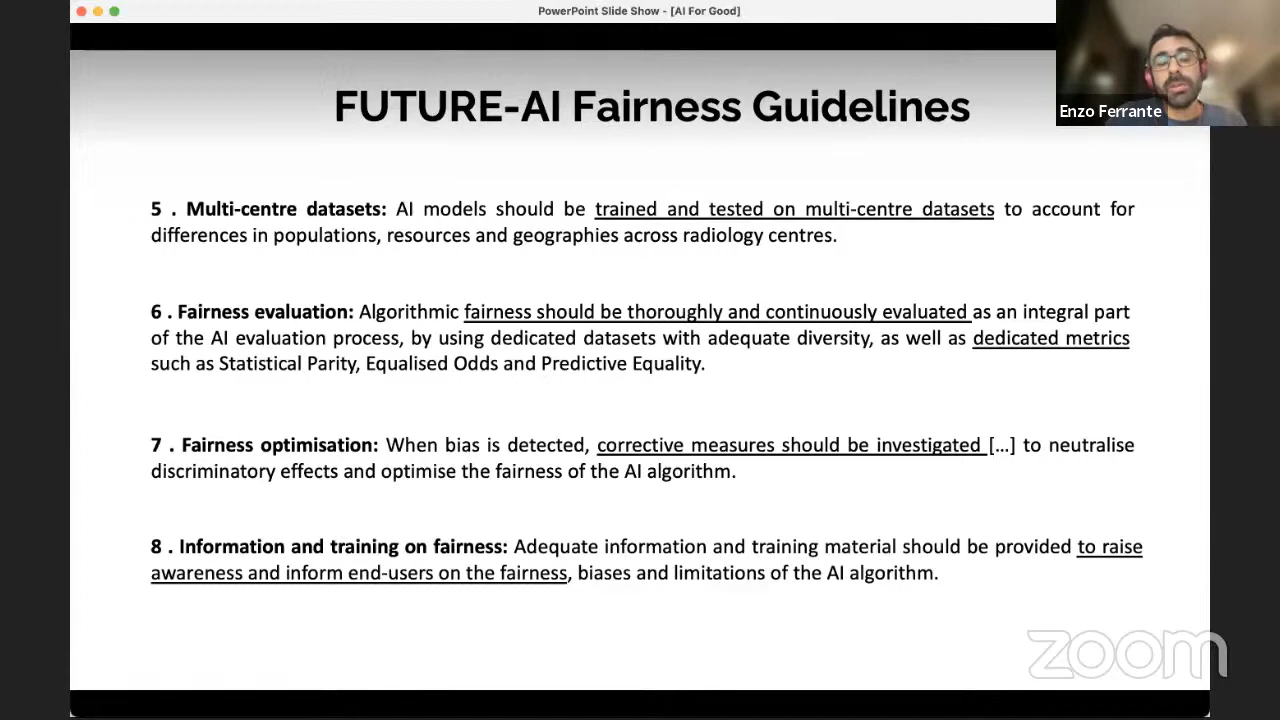 PowerPoint Slide Show - [AI For Good]
FUTURE-AI Fairness Guidelines
Enzo Ferrante
5 . Multi-centre datasets: AI models should be trained and tested on multi-centre datasets to account for
differences in populations, resources and geographies across radiology centres.
6 . Fairness evaluation: Algorithmic fairness should be thoroughly and continuously evaluated as an integral part
of the AI evaluation process, by using dedicated datasets with adequate diversity, as well as dedicated metrics
such as Statistical Parity, Equalised Odds and Predictive Equality.
7 . Fairness optimisation: When bias is detected, corrective measures should be investigated […] to neutralise
discriminatory effects and optimise the fairness of the AI algorithm.
8 . Information and training on fairness: Adequate information and training material should be provided to raise
awareness and inform end-users on the fairness, biases and limitations of the AI algorithm.
zoom